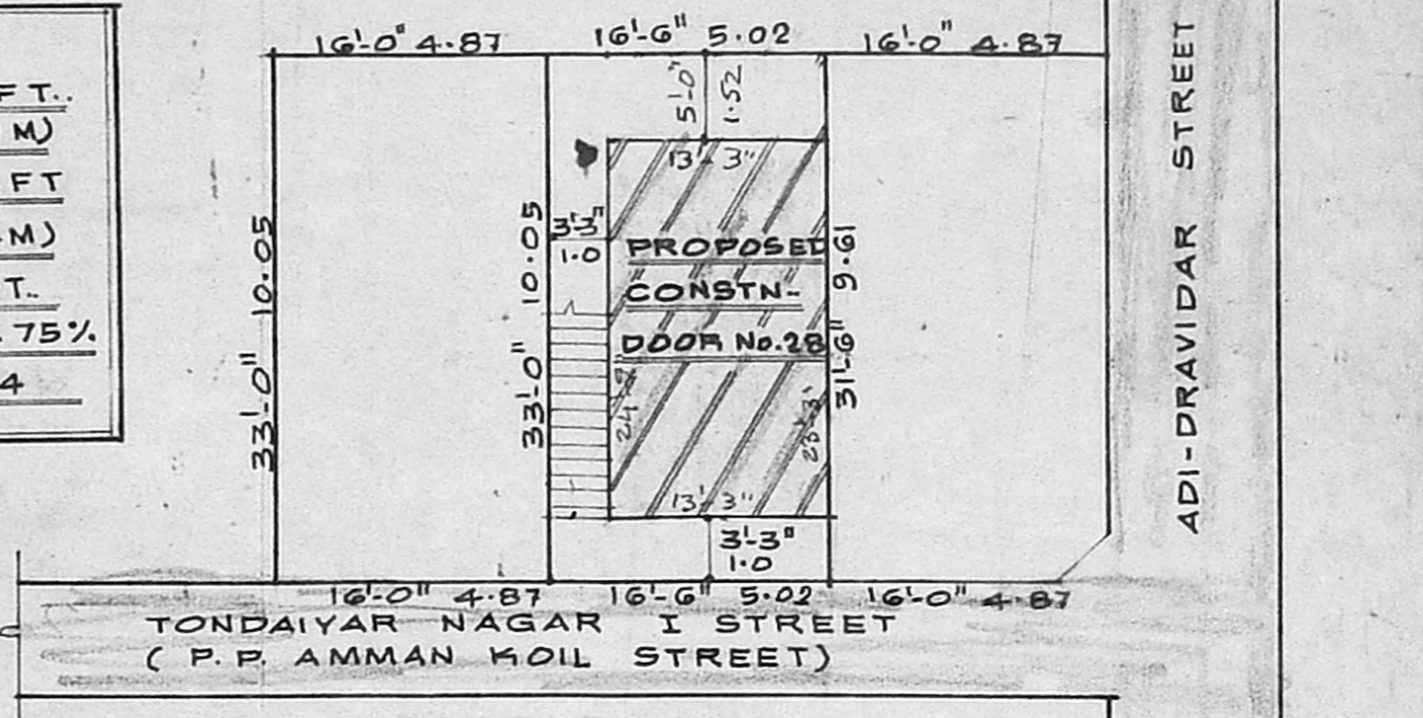 16'-0" 4.87
16'-6" 5.02
16'-0" 4.87
5'-0"
1.52
FT..
M)
FT
M)
T..
75%
4
13'-3"
33'-0" 10.05
33'-0" 10.05
3'-3"
1.0
PROPOSED
CONSTN-
DOOR No.28
31'-6" 9.61
13'-3"
3'-3"
1.0
16'-0" 4.87
16'-6" 5.02
16'-0" 4.87
TONDAIYAR NAGAR I STREET
( P.P. AMMAN KOIL STREET)
ADI-DRAVIDAR STREET